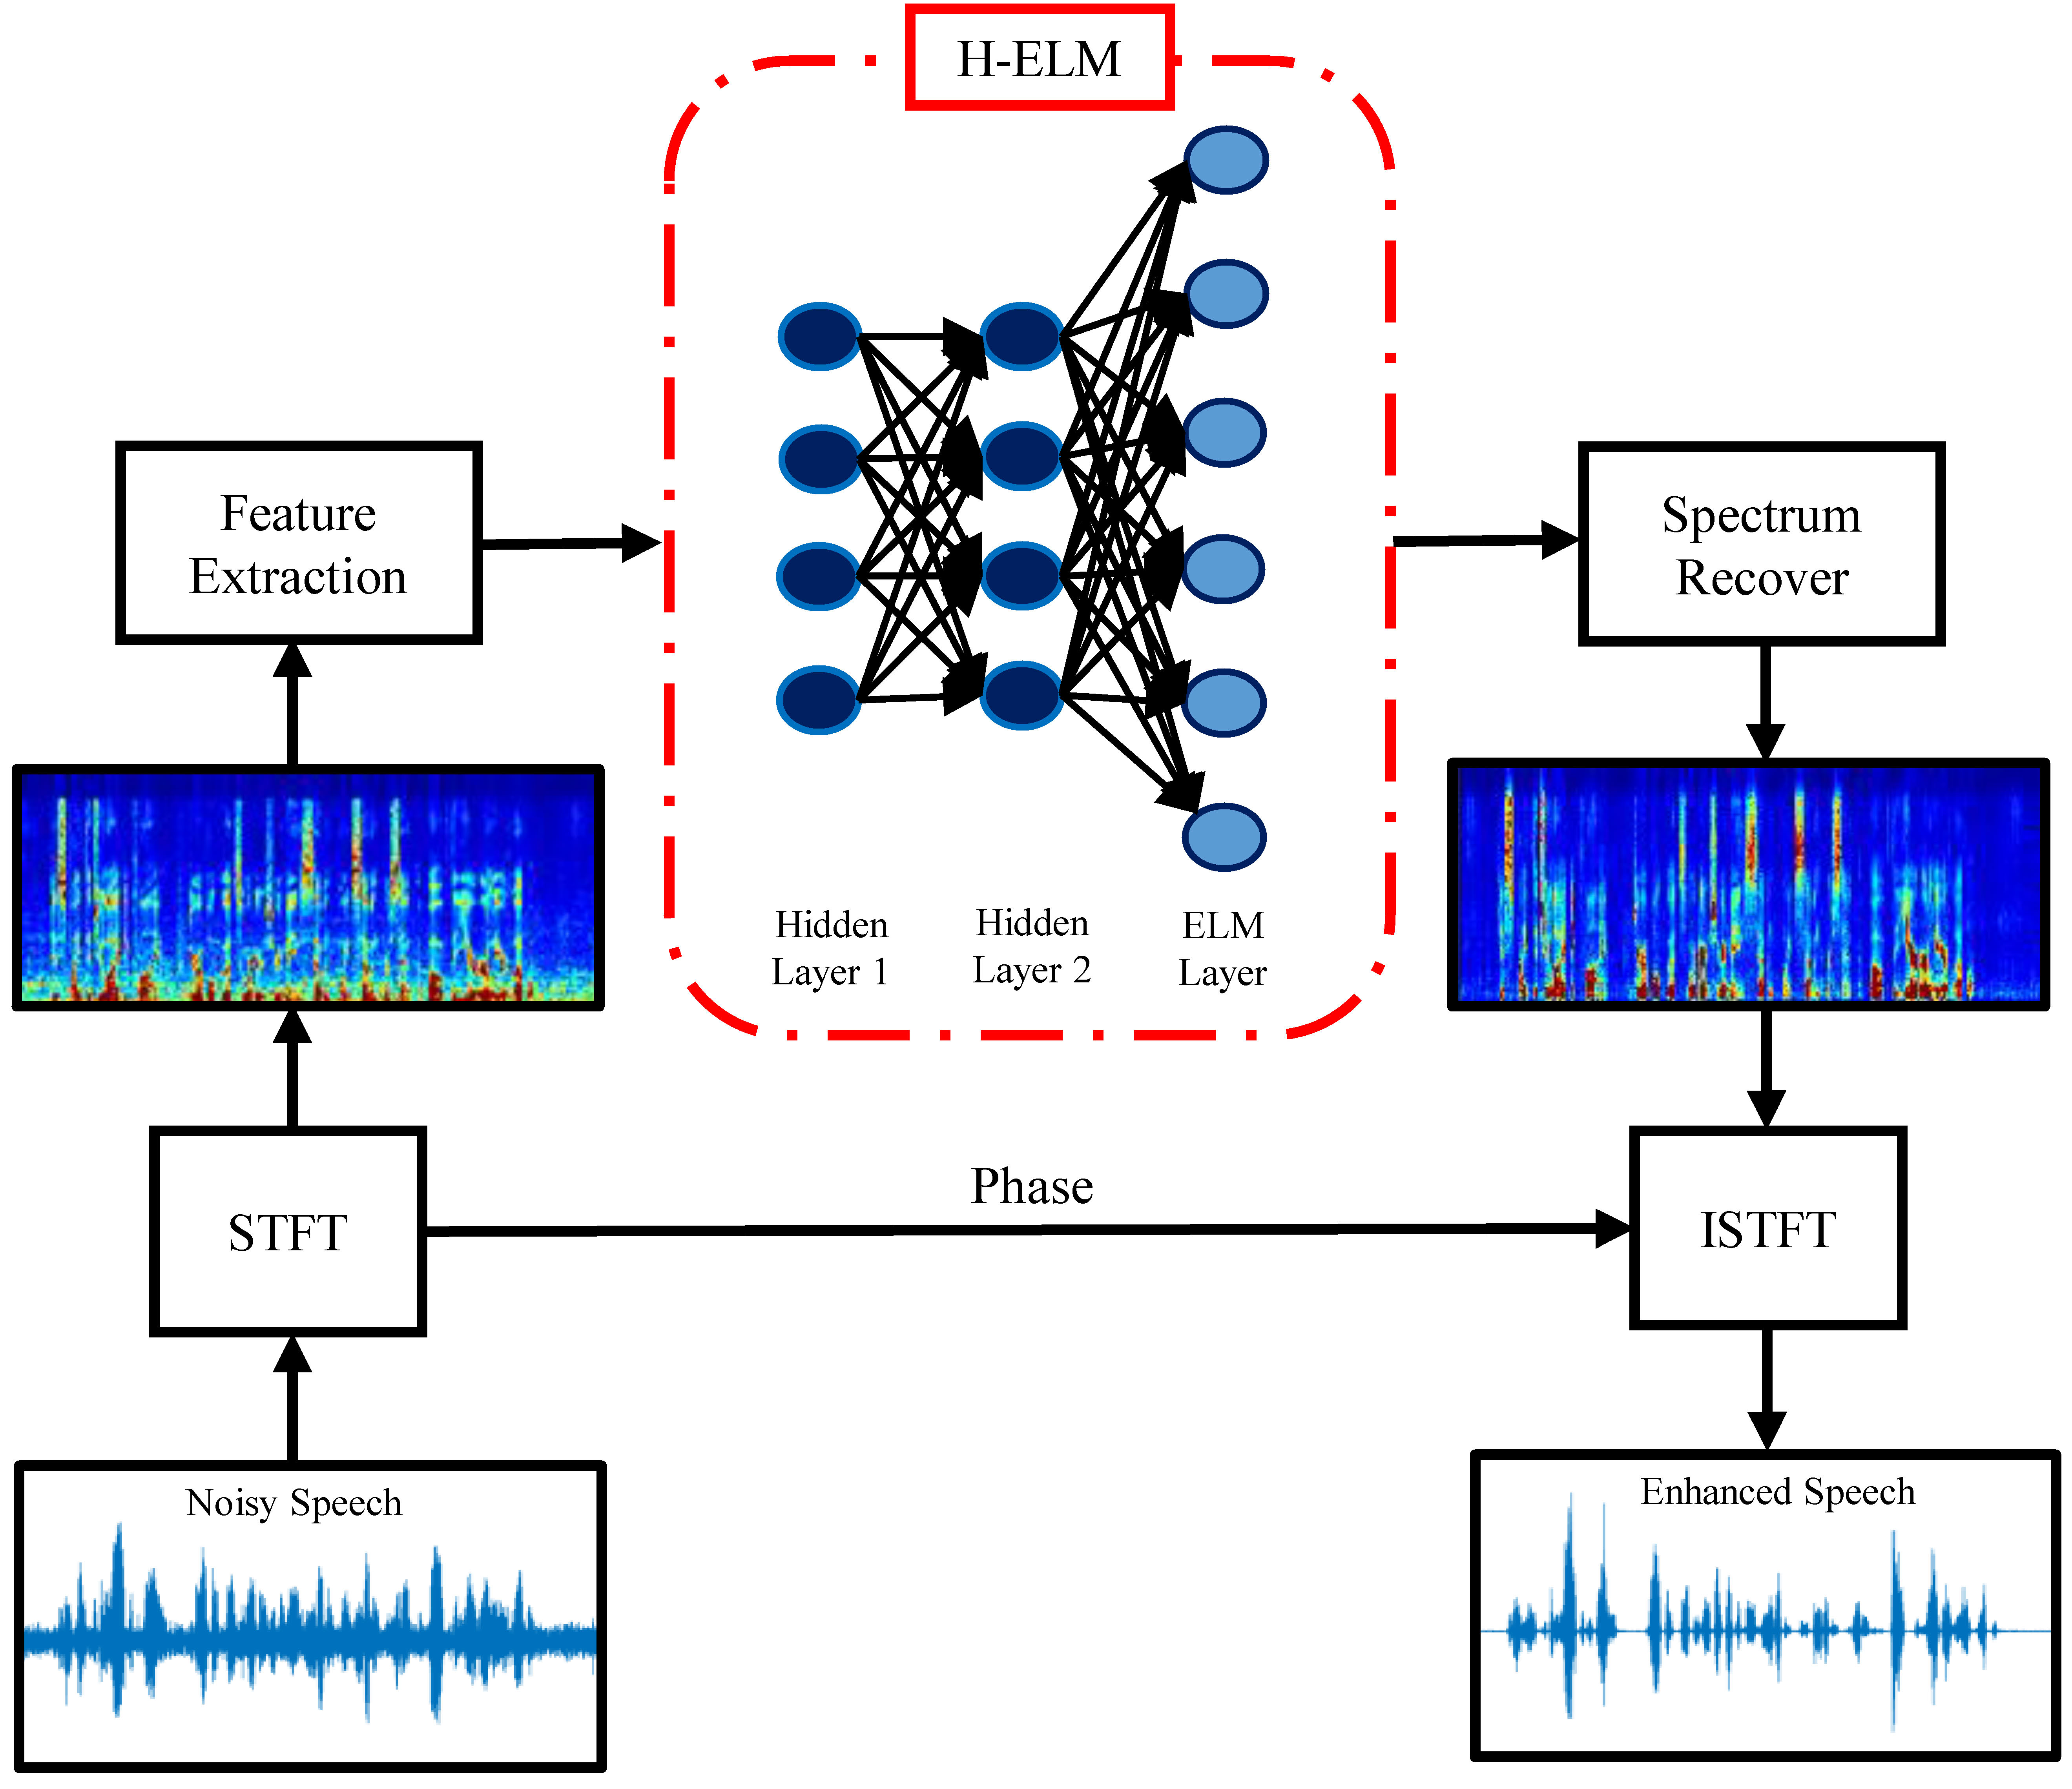 H-ELM
Feature
Extraction
Spectrum
Recover
Hidden
Layer 1
Hidden
Layer 2
ELM
Layer
Phase
STFT
ISTFT
Noisy Speech
Enhanced Speech